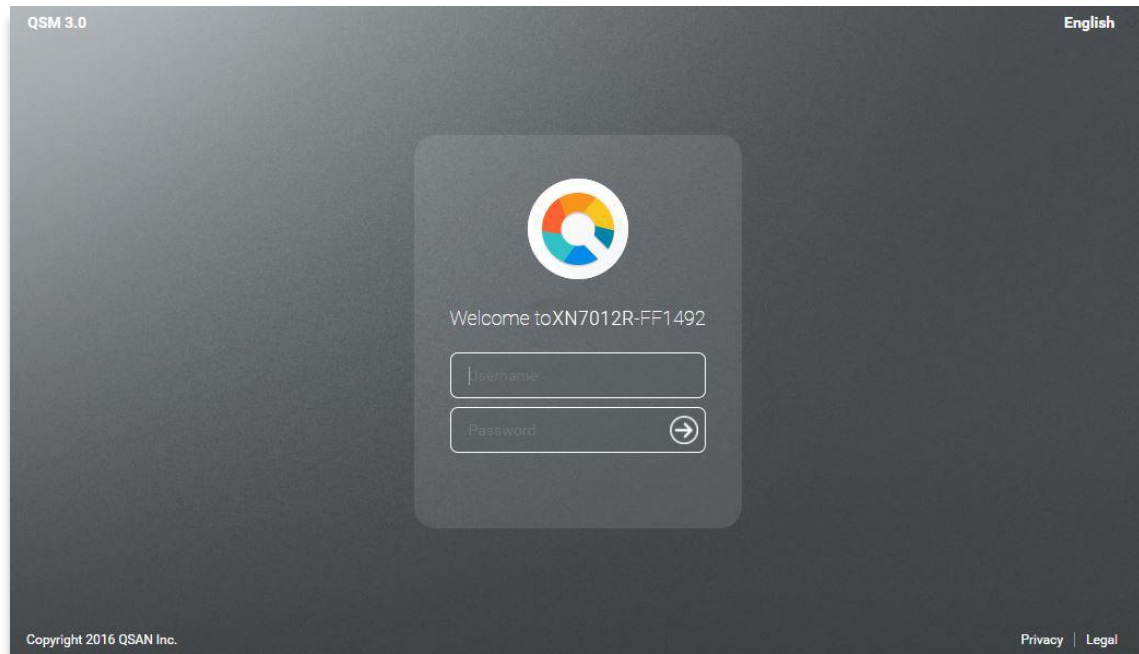 QSM 3.0
English
Welcome toXN7012R-FF1492
Username
Password
Copyright 2016 QSAN Inc.
Privacy | Legal